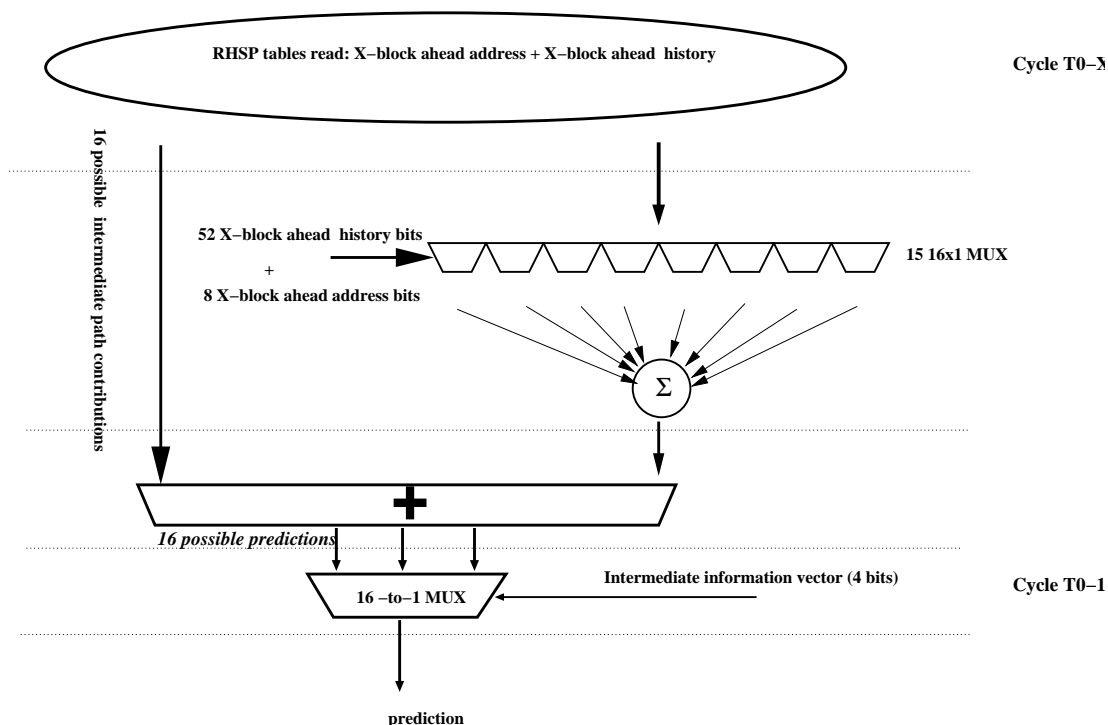 RHSP tables read: X−block ahead address + X−block ahead history
Cycle T0−X
16 possible intermediate path contributions
52 X−block ahead history bits
+
8 X−block ahead address bits
15 16x1 MUX
Σ
+
16 possible predictions
Intermediate information vector (4 bits)
16 −to−1 MUX
Cycle T0−1
prediction